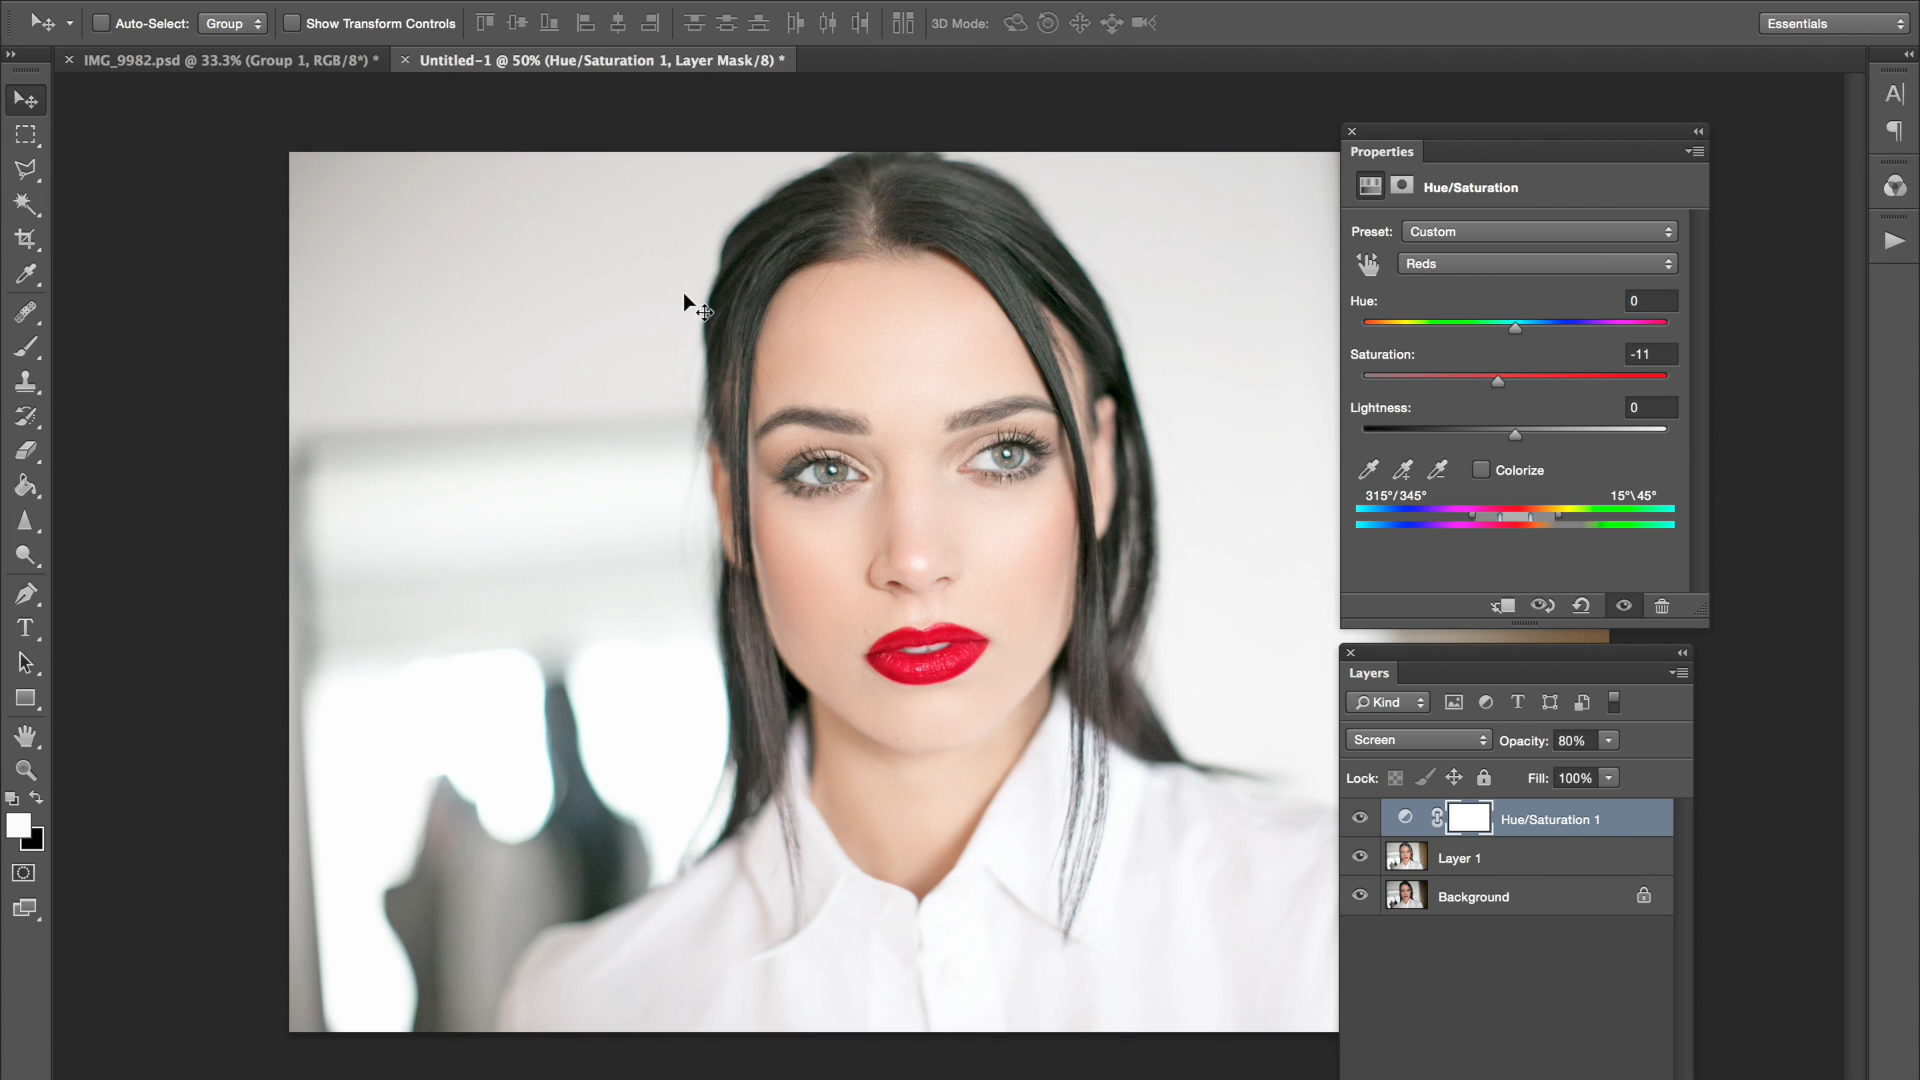 Auto-Select: Group Show Transform Controls 3D Mode: Essentials
IMG_9982.psd @ 33.3% (Group 1, RGB/8*) * Untitled-1 @ 50% (Hue/Saturation 1, Layer Mask/8) *
Properties
Hue/Saturation
Preset: Custom
Reds
Hue: 0
Saturation: -11
Lightness: 0
Colorize
315°/345° 15°\45°
Layers
Kind
Screen Opacity: 80%
Lock: Fill: 100%
Hue/Saturation 1
Layer 1
Background